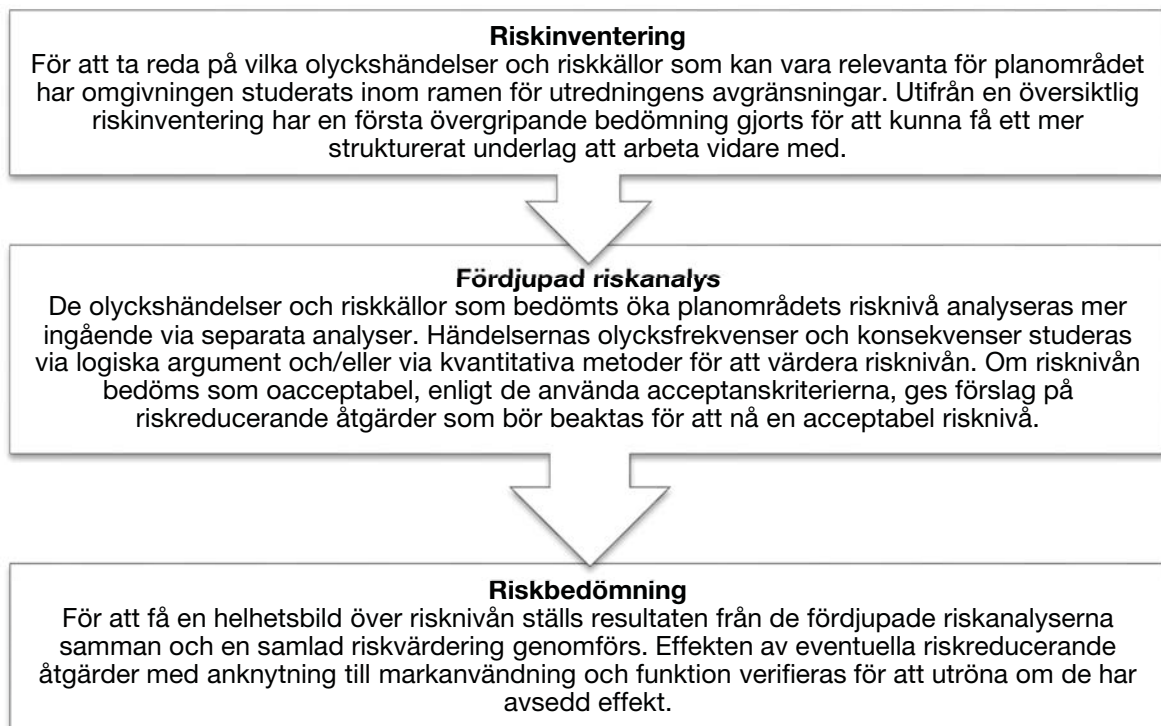 Riskinventering
För att ta reda på vilka olyckshändelser och riskkällor som kan vara relevanta för planområdet
har omgivningen studerats inom ramen för utredningens avgränsningar. Utifrån en översiktlig
riskinventering har en första övergripande bedömning gjorts för att kunna få ett mer
strukturerat underlag att arbeta vidare med.
Fördjupad riskanalys
De olyckshändelser och riskkällor som bedömts öka planområdets risknivå analyseras mer
ingående via separata analyser. Händelsernas olycksfrekvenser och konsekvenser studeras
via logiska argument och/eller via kvantitativa metoder för att värdera risknivån. Om risknivån
bedöms som oacceptabel, enligt de använda acceptanskriterierna, ges förslag på
riskreducerande åtgärder som bör beaktas för att nå en acceptabel risknivå.
Riskbedömning
För att få en helhetsbild över risknivån ställs resultaten från de fördjupade riskanalyserna
samman och en samlad riskvärdering genomförs. Effekten av eventuella riskreducerande
åtgärder med anknytning till markanvändning och funktion verifieras för att utröna om de har
avsedd effekt.